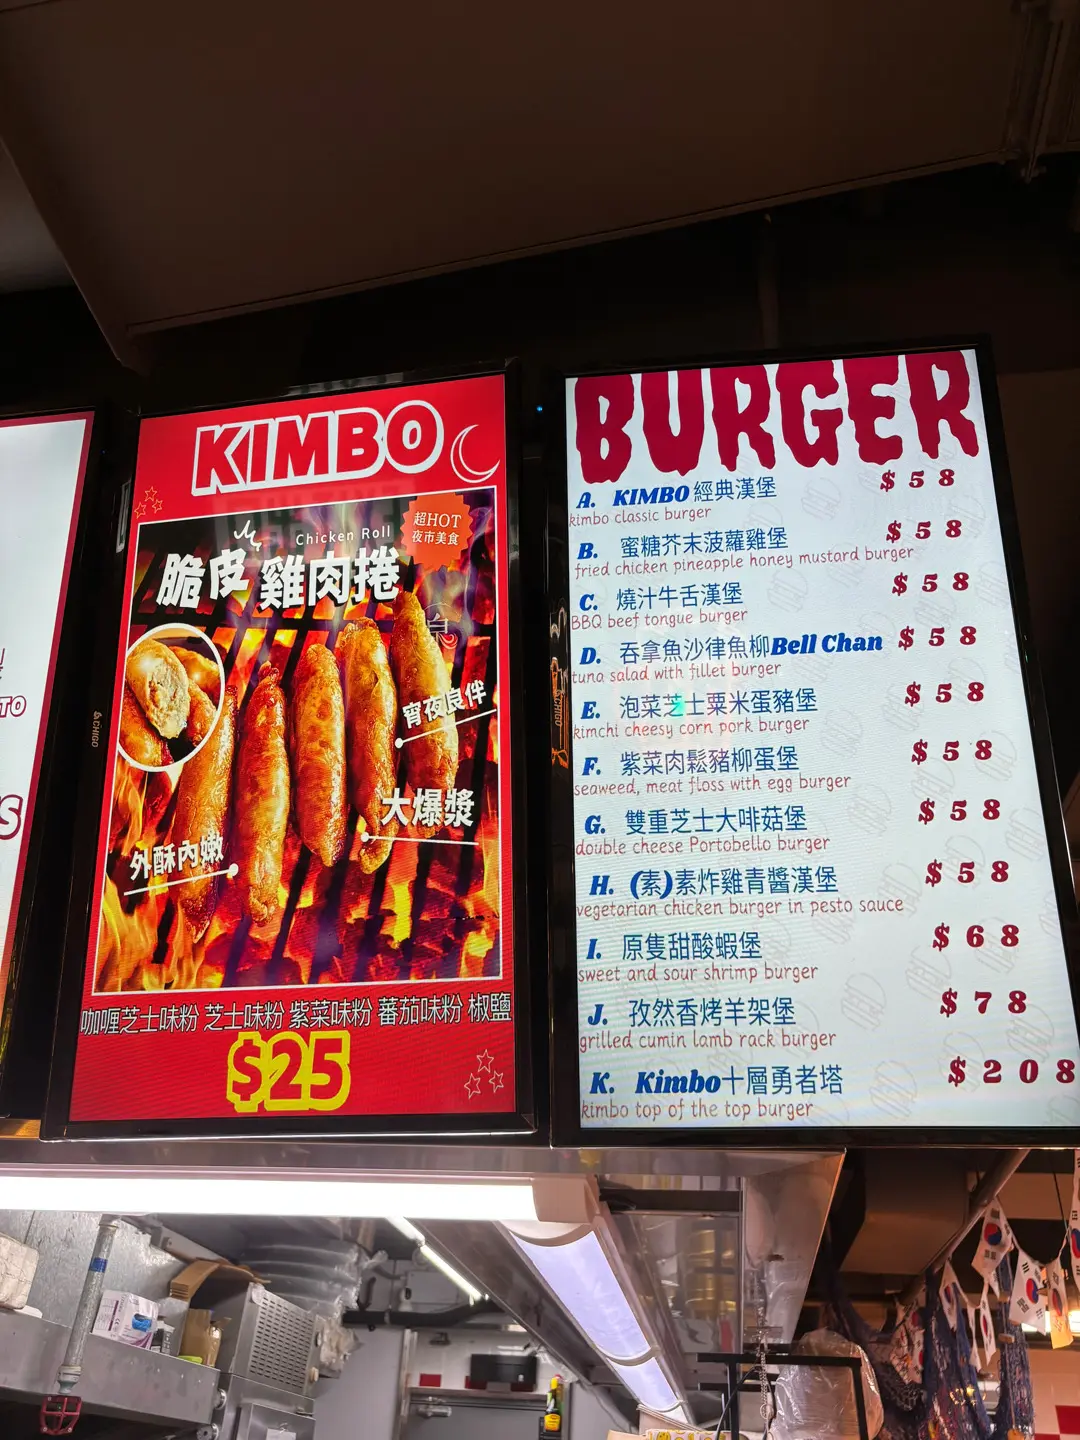 TO
S
KIMBO
Chicken Roll
超HOT
夜市美食
脆皮雞肉捲
宵夜良伴
大爆漿
外酥內嫩
咖喱芝士味粉 芝士味粉 紫菜味粉 蕃茄味粉 椒鹽
$25
CHIGO
BURGER
A. KIMBO經典漢堡 $58
kimbo classic burger
B. 蜜糖芥末菠蘿雞堡 $58
fried chicken pineapple honey mustard burger
C. 燒汁牛舌漢堡 $58
BBQ beef tongue burger
D. 吞拿魚沙律魚柳Bell Chan $58
tuna salad with fillet burger
E. 泡菜芝士粟米蛋豬堡 $58
kimchi cheesy corn pork burger
F. 紫菜肉鬆豬柳蛋堡 $58
seaweed, meat floss with egg burger
G. 雙重芝士大啡菇堡 $58
double cheese Portobello burger
H. (素)素炸雞青醬漢堡 $58
vegetarian chicken burger in pesto sauce
I. 原隻甜酸蝦堡 $68
sweet and sour shrimp burger
J. 孜然香烤羊架堡 $78
grilled cumin lamb rack burger
K. Kimbo十層勇者塔 $208
kimbo top of the top burger